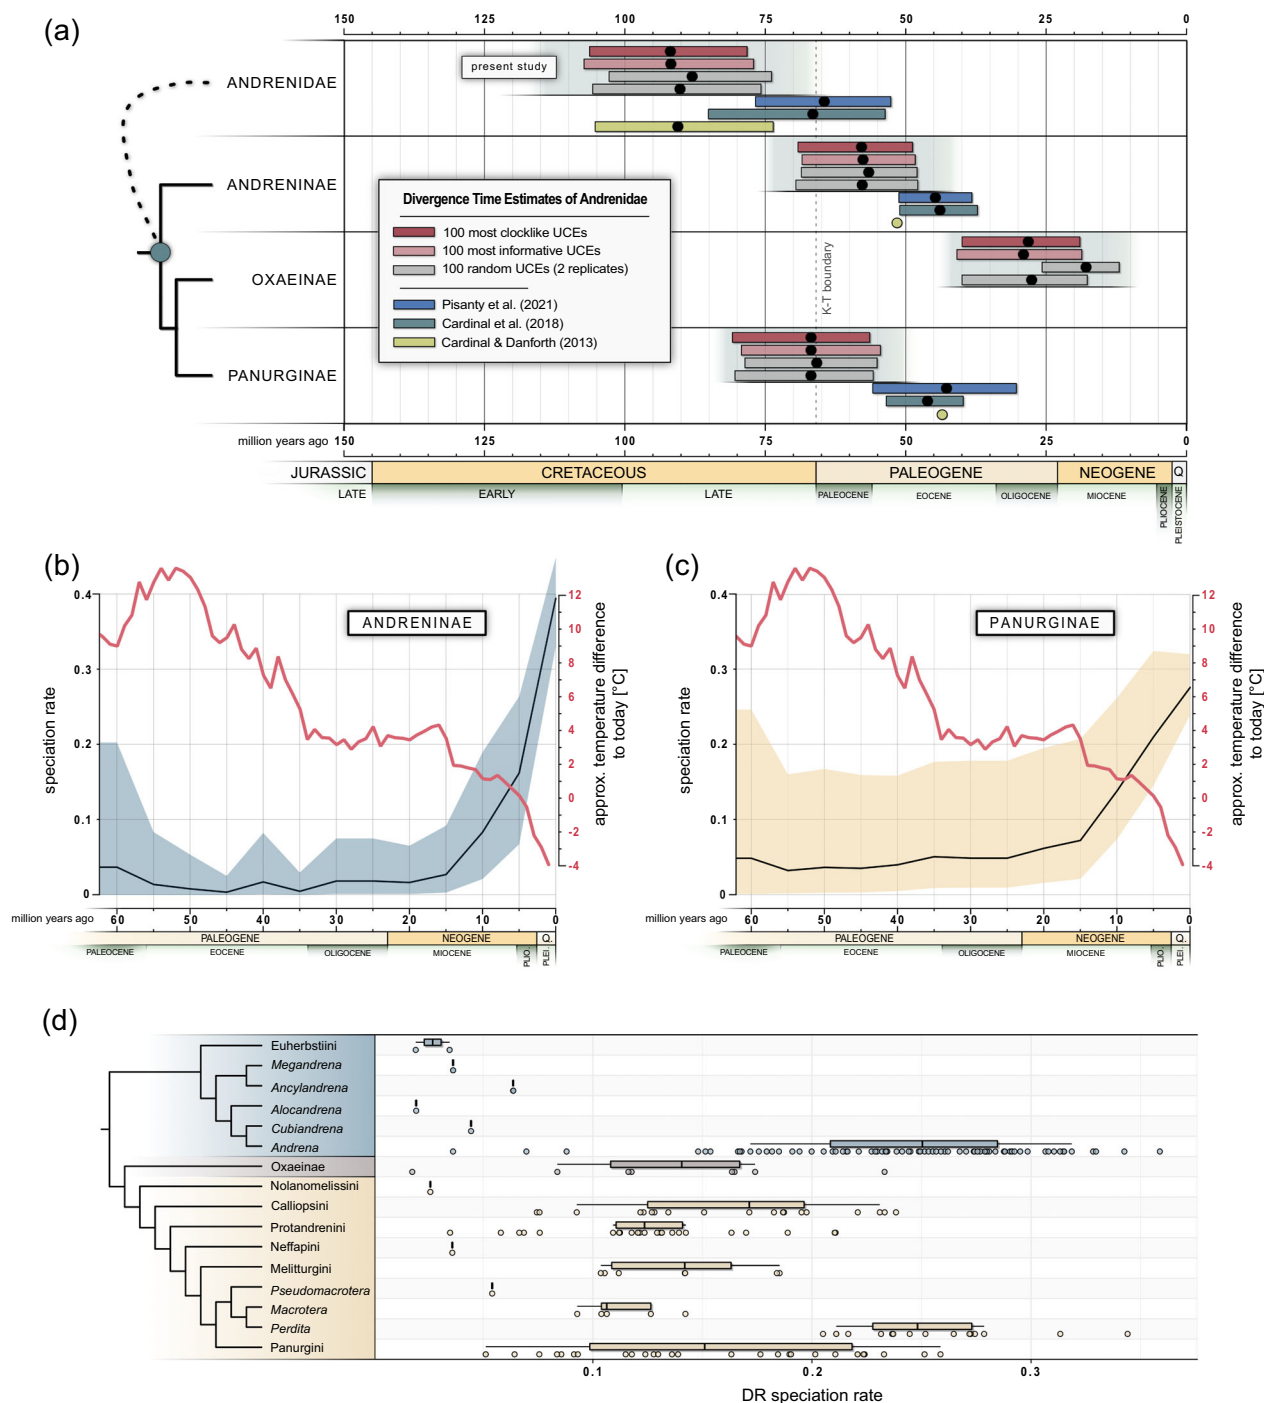 (a)
150 125 100 75 50 25 0
present study
ANDRENIDAE
ANDRENINAE
OXAEINAE
PANURGINAE
Divergence Time Estimates of Andrenidae
100 most clocklike UCEs
100 most informative UCEs
100 random UCEs (2 replicates)
Pisanty et al. (2021)
Cardinal et al. (2018)
Cardinal & Danforth (2013)
K-T boundary
million years ago 150 125 100 75 50 25 0
JURASSIC CRETACEOUS PALEOGENE NEOGENE Q
LATE EARLY LATE PALEOCENE EOCENE OLIGOCENE MIOCENE PLIOCENE PLEISTOCENE
(b)
ANDRENINAE
speciation rate
0.4
0.3
0.2
0.1
0
12
10
8
6
4
2
0
-2
-4
approx. temperature difference
to today [°C]
million years ago 60 50 40 30 20 10 0
PALEOGENE NEOGENE Q.
PALEOCENE EOCENE OLIGOCENE MIOCENE PLIO. PLEI.
(c)
PANURGINAE
speciation rate
0.4
0.3
0.2
0.1
0
12
10
8
6
4
2
0
-2
-4
approx. temperature difference
to today [°C]
million years ago 60 50 40 30 20 10 0
PALEOGENE NEOGENE Q.
PALEOCENE EOCENE OLIGOCENE MIOCENE PLIO. PLEI.
(d)
Euherbstiini
Megandrena
Ancylandrena
Alocandrena
Cubiandrena
Andrena
Oxaeinae
Nolanomelissini
Calliopsini
Protandrenini
Neffapini
Melitturgini
Pseudomacrotera
Macrotera
Perdita
Panurgini
0.1 0.2 0.3
DR speciation rate